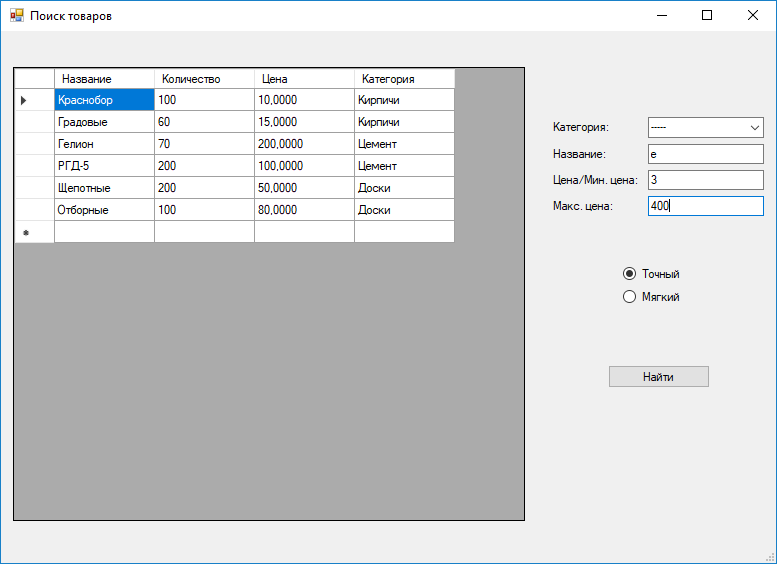 Поиск товаров
Название Количество Цена Категория
Краснобор 100 10,0000 Кирпичи
Градовые 60 15,0000 Кирпичи
Гелион 70 200,0000 Цемент
РГД-5 200 100,0000 Цемент
Щепотные 200 50,0000 Доски
Отборные 100 80,0000 Доски
Категория: -----
Название: е
Цена/Мин. цена: 3
Макс. цена: 400
Точный
Мягкий
Найти